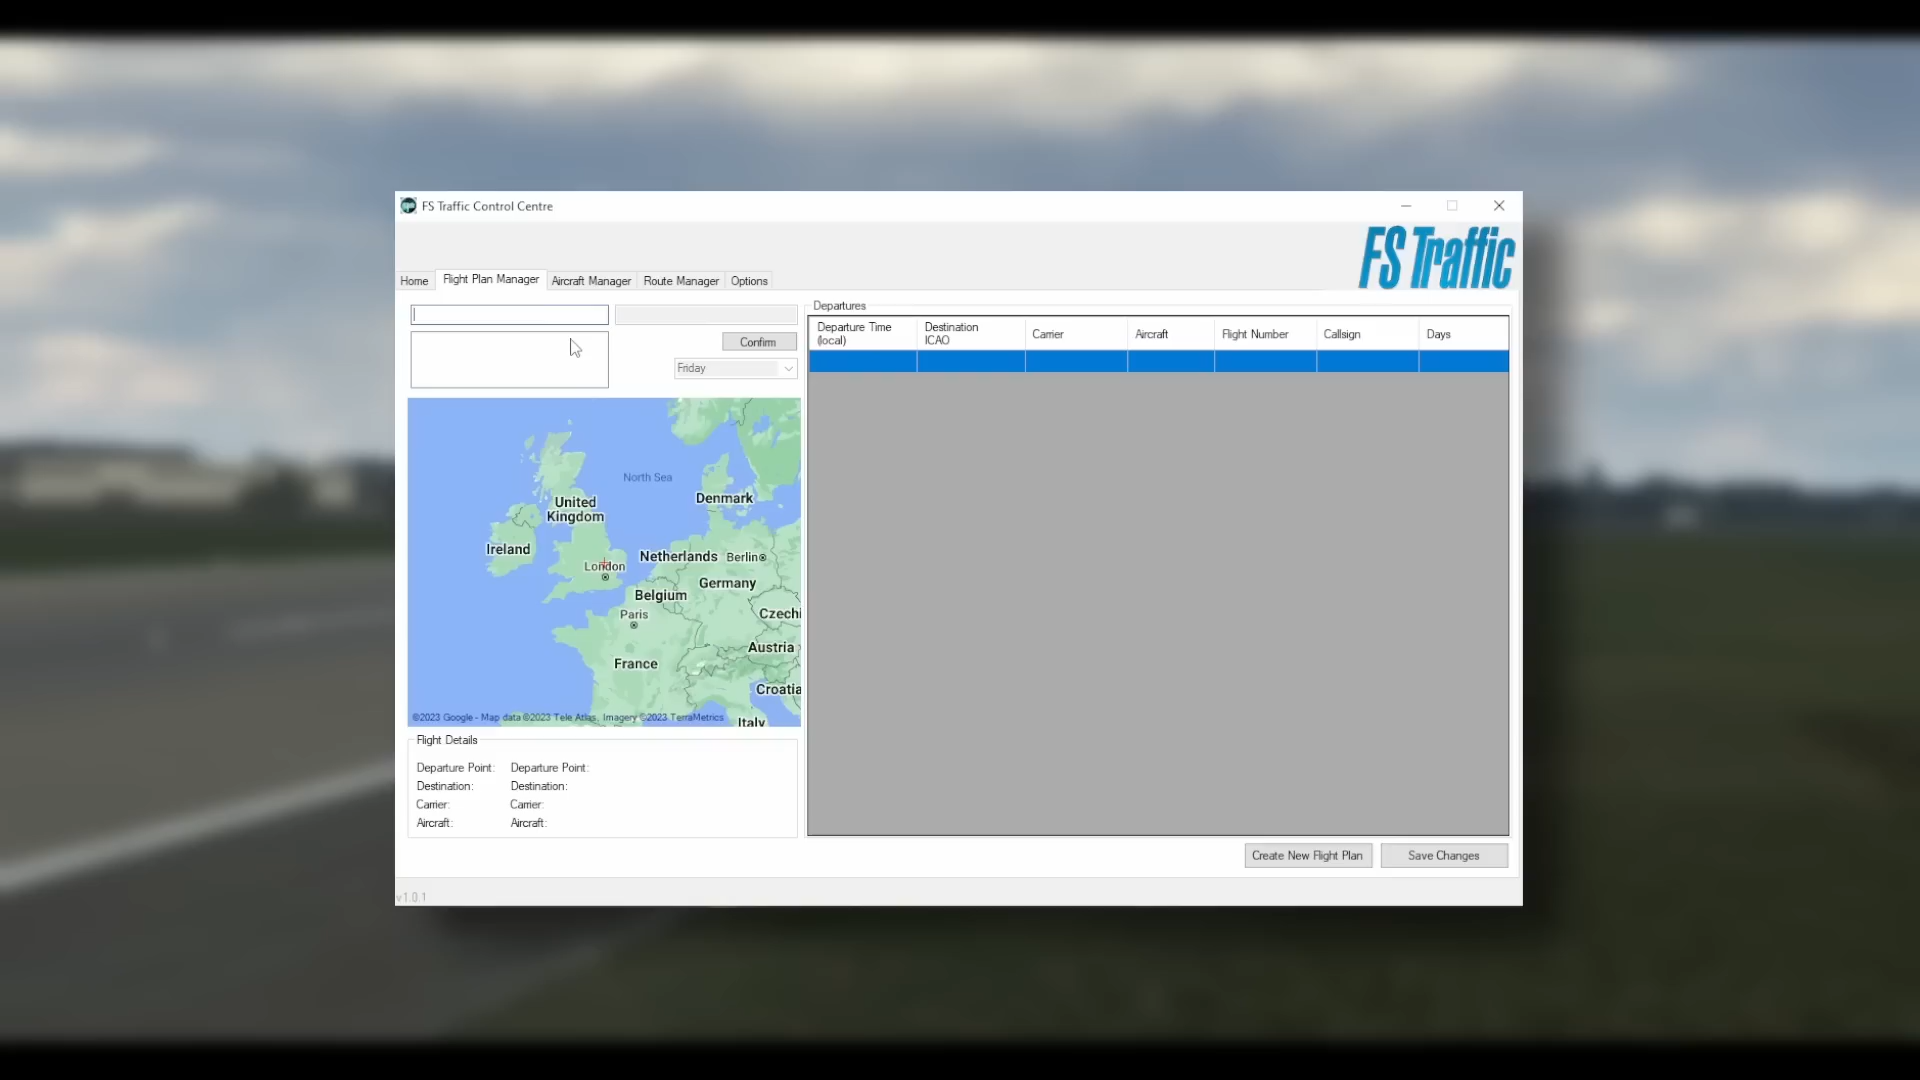 FS Traffic Control Centre
FS Traffic
Home
Flight Plan Manager
Aircraft Manager
Route Manager
Options
Confirm
Friday
Departures
Departure Time
(local)
Destination
ICAO
Carrier
Aircraft
Flight Number
Callsign
Days
North Sea
Denmark
United
Kingdom
Ireland
Netherlands
Berlin
London
Germany
Belgium
Paris
Czechi
Austria
France
Croatia
©2023 Google - Map data ©2023 Tele Atlas, Imagery ©2023 TerraMetrics
Italy
Flight Details
Departure Point: Departure Point:
Destination: Destination:
Carrier: Carrier:
Aircraft: Aircraft:
Create New Flight Plan
Save Changes
v1.0.1